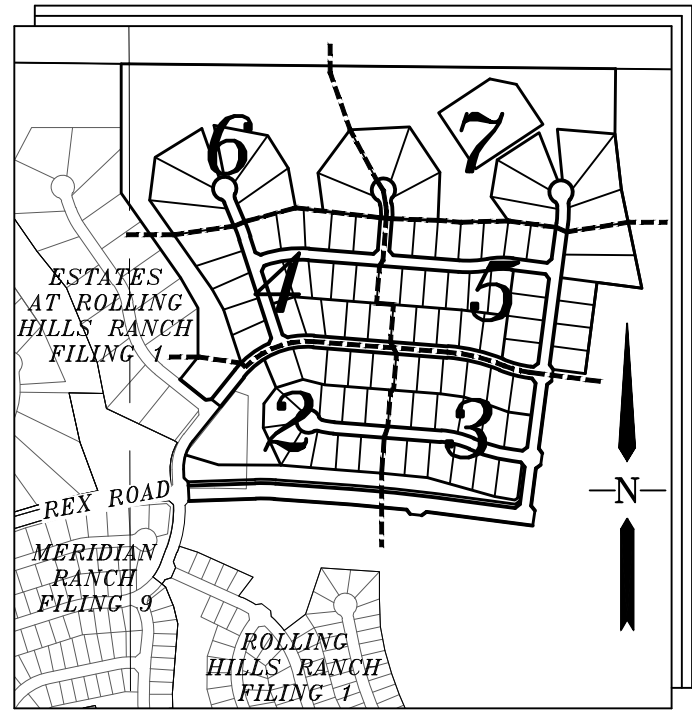 6
7
ESTATES
AT ROLLING
HILLS RANCH
FILING 1
4
5
2
3
REX ROAD
N
MERIDIAN
RANCH
FILING 9
ROLLING
HILLS RANCH
FILING 1